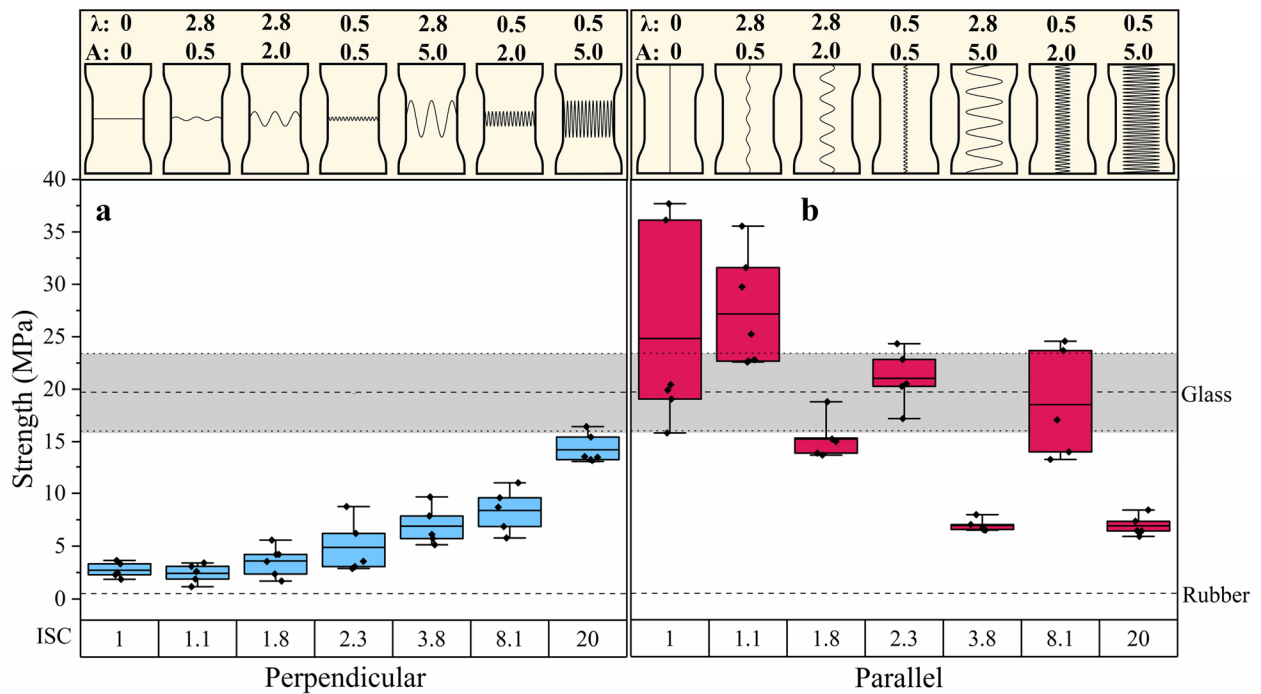 λ: 0 2.8 2.8 0.5 2.8 0.5 0.5 λ: 0 2.8 2.8 0.5 2.8 0.5 0.5
A: 0 0.5 2.0 0.5 5.0 2.0 5.0 A: 0 0.5 2.0 0.5 5.0 2.0 5.0
a b
Strength (MPa)
40
35
30
25
20
15
10
5
0
Glass
Rubber
ISC 1 1.1 1.8 2.3 3.8 8.1 20 1 1.1 1.8 2.3 3.8 8.1 20
Perpendicular Parallel